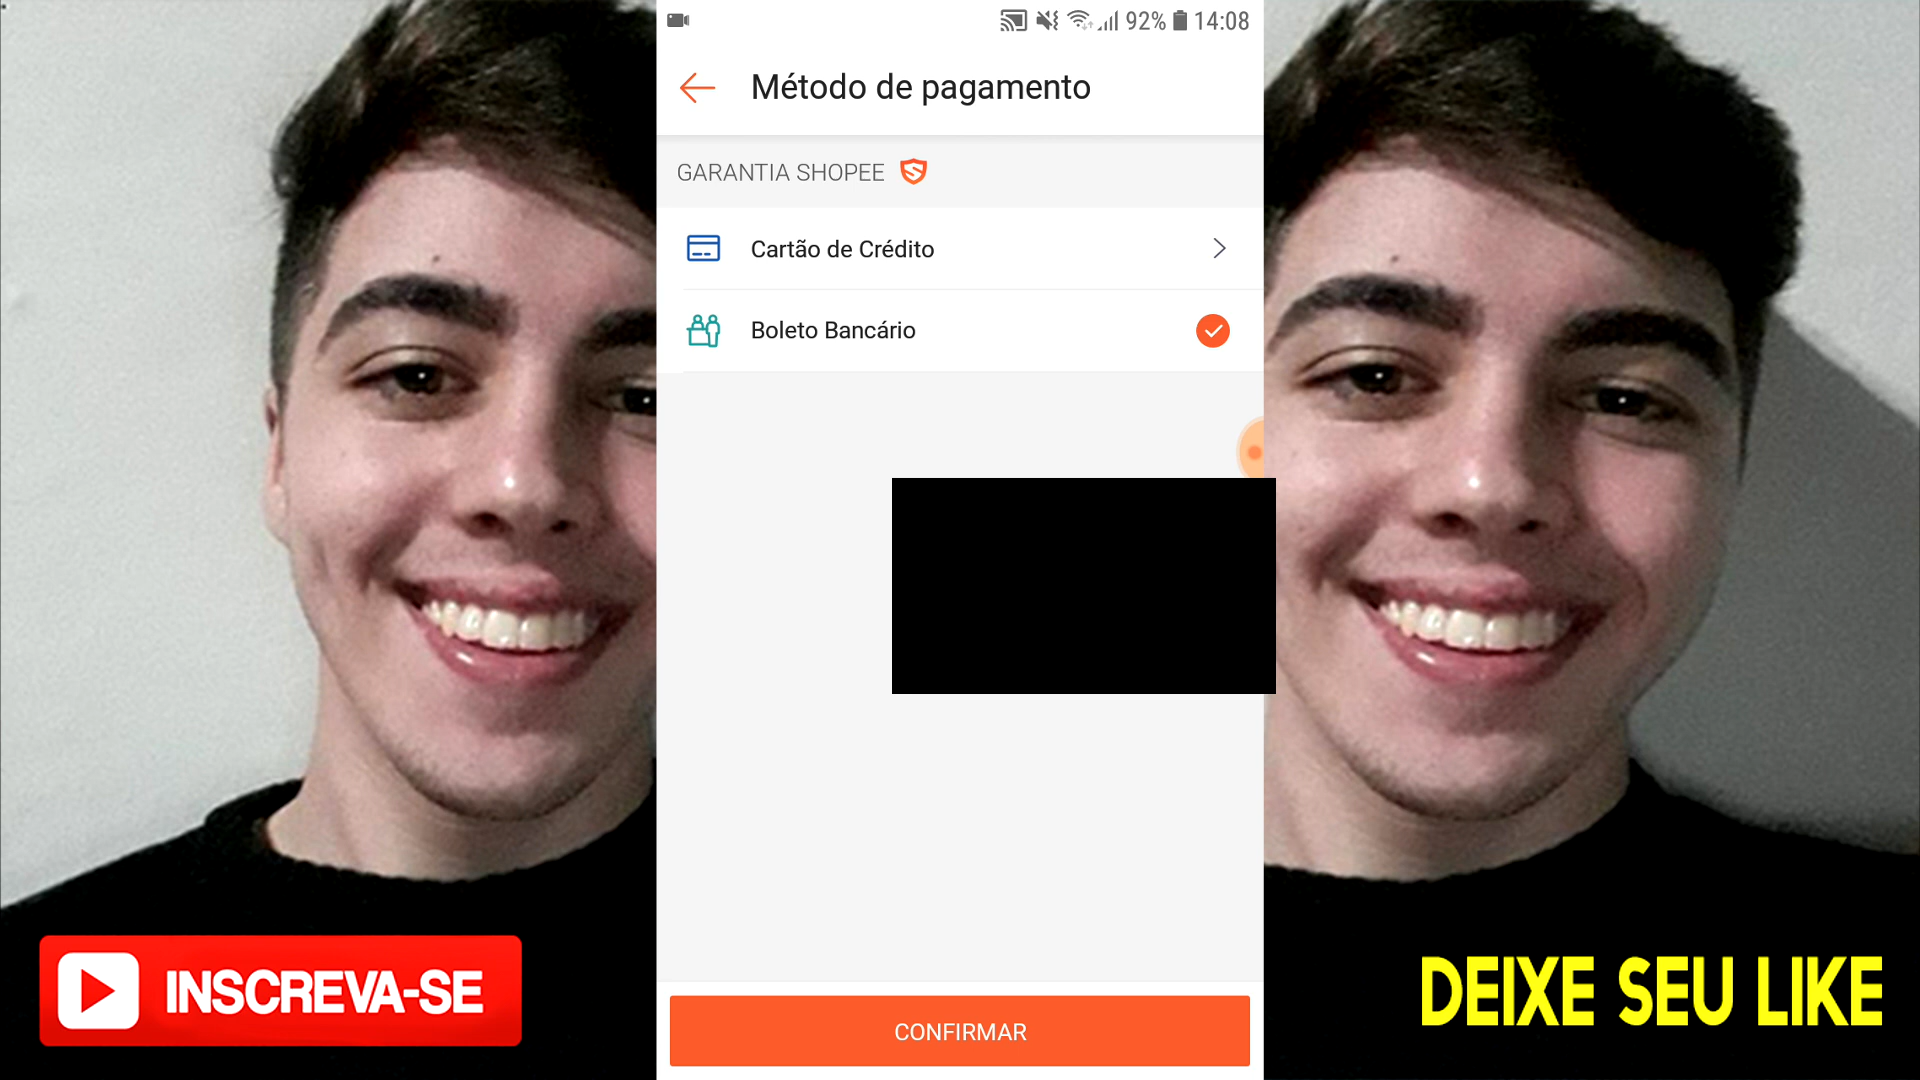 92% 14:08
Método de pagamento
GARANTIA SHOPEE
Cartão de Crédito
Boleto Bancário
CONFIRMAR
INSCREVA-SE
DEIXE SEU LIKE